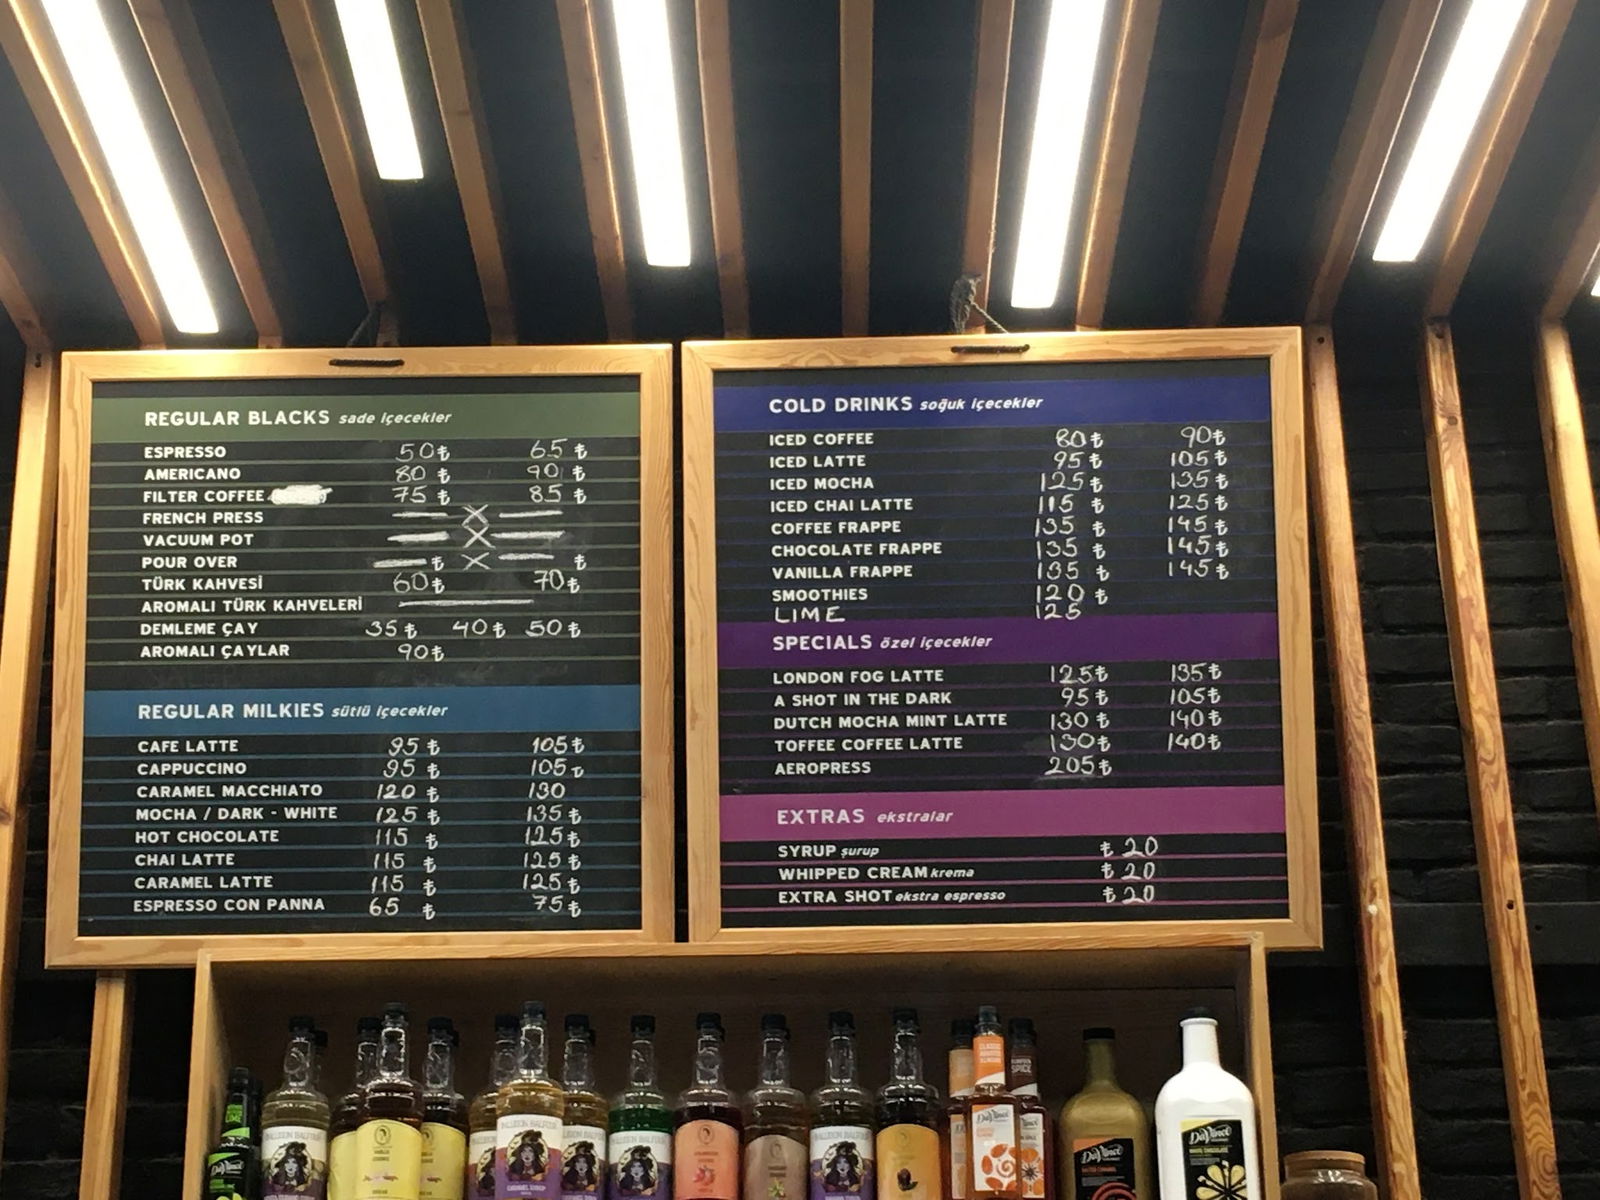 REGULAR BLACKS sade içecekler
ESPRESSO 50₺ 65₺
AMERICANO 80₺ 90₺
FILTER COFFEE 75₺ 85₺
FRENCH PRESS
VACUUM POT
POUR OVER ₺ ₺
TÜRK KAHVESİ 60₺ 70₺
AROMALI TÜRK KAHVELERİ
DEMLEME ÇAY 35₺ 40₺ 50₺
AROMALI ÇAYLAR 90₺
REGULAR MILKIES sütlü içecekler
CAFE LATTE 95₺ 105₺
CAPPUCCINO 95₺ 105₺
CARAMEL MACCHIATO 120₺ 130
MOCHA / DARK - WHITE 125₺ 135₺
HOT CHOCOLATE 115₺ 125₺
CHAI LATTE 115₺ 125₺
CARAMEL LATTE 115₺ 125₺
ESPRESSO CON PANNA 65₺ 75₺
COLD DRINKS soğuk içecekler
ICED COFFEE 80₺ 90₺
ICED LATTE 95₺ 105₺
ICED MOCHA 125₺ 135₺
ICED CHAI LATTE 115₺ 125₺
COFFEE FRAPPE 135₺ 145₺
CHOCOLATE FRAPPE 135₺ 145₺
VANILLA FRAPPE 135₺ 145₺
SMOOTHIES 120₺
LIME 125
SPECIALS özel içecekler
LONDON FOG LATTE 125₺ 135₺
A SHOT IN THE DARK 95₺ 105₺
DUTCH MOCHA MINT LATTE 130₺ 140₺
TOFFEE COFFEE LATTE 130₺ 140₺
AEROPRESS 205₺
EXTRAS ekstralar
SYRUP şurup ₺20
WHIPPED CREAM krema ₺20
EXTRA SHOT ekstra espresso ₺20
DaVinci
DaVinci
DaVinci
DaVinci